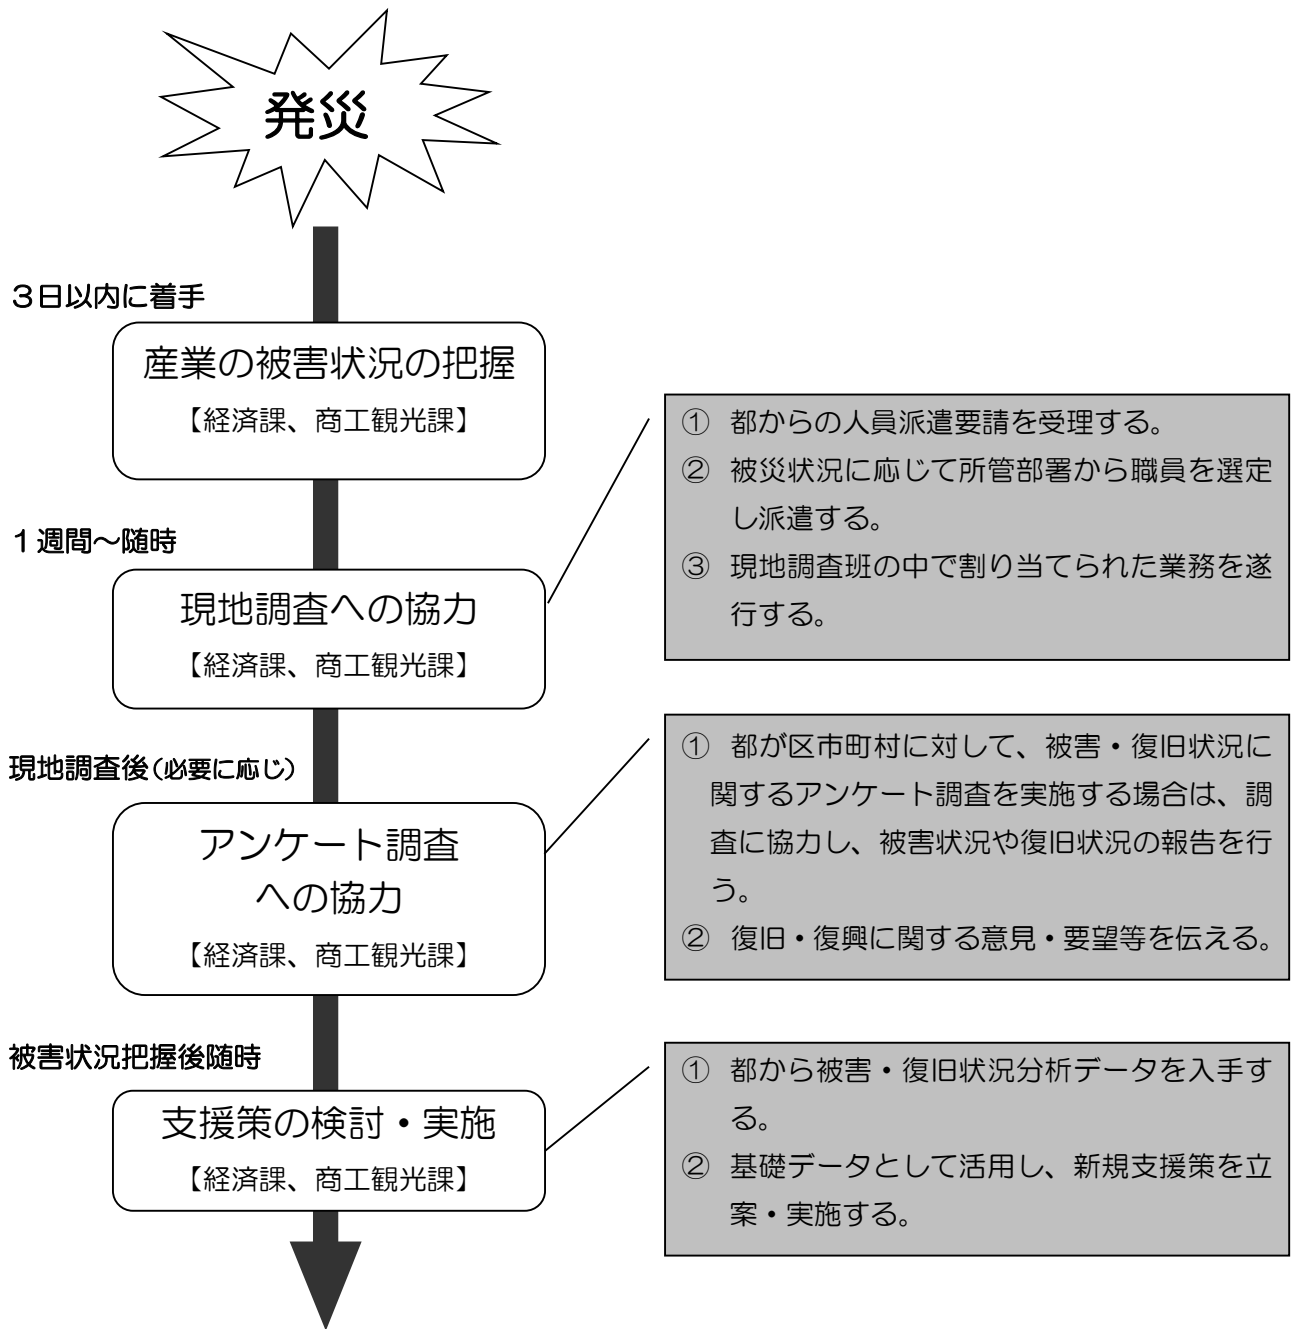 発災
３日以内に着手
産業の被害状況の把握
【経済課、商工観光課】
１週間～随時
現地調査への協力
【経済課、商工観光課】
① 都からの人員派遣要請を受理する。
② 被災状況に応じて所管部署から職員を選定
し派遣する。
③ 現地調査班の中で割り当てられた業務を遂
行する。
現地調査後（必要に応じ）
アンケート調査
への協力
【経済課、商工観光課】
① 都が区市町村に対して、被害・復旧状況に
関するアンケート調査を実施する場合は、調
査に協力し、被害状況や復旧状況の報告を行
う。
② 復旧・復興に関する意見・要望等を伝える。
被害状況把握後随時
支援策の検討・実施
【経済課、商工観光課】
① 都から被害・復旧状況分析データを入手す
る。
② 基礎データとして活用し、新規支援策を立
案・実施する。